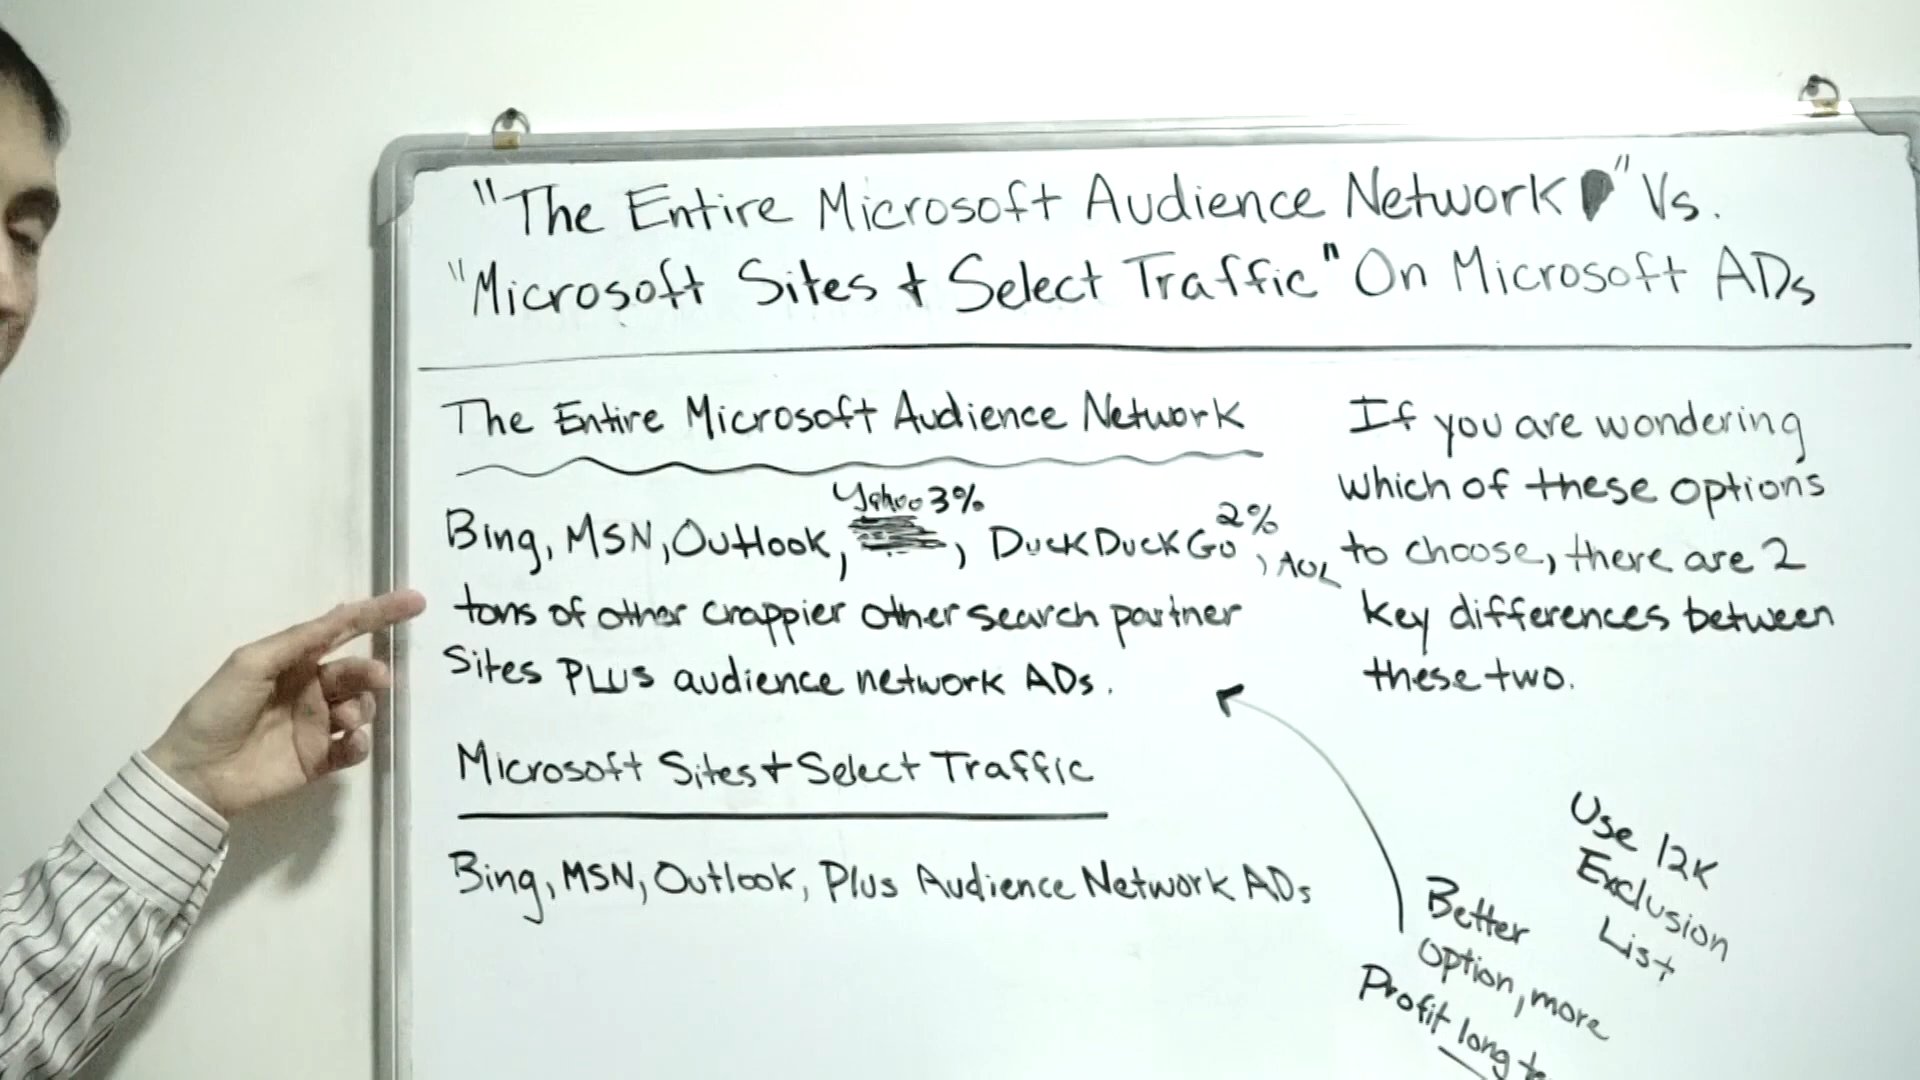 "The Entire Microsoft Audience Network" Vs.
"Microsoft Sites + Select Traffic" On Microsoft ADs
The Entire Microsoft Audience Network
Bing, MSN, Outlook, Yahoo 3%, DuckDuckGo 2%, AOL
tons of other crappier other search partner
Sites PLUS audience network ADs.
Microsoft Sites + Select Traffic
Bing, MSN, Outlook, Plus Audience Network ADs
If you are wondering
which of these options
to choose, there are 2
key differences between
these two.
Use 12K
Exclusion
List
Better
Option, more
Profit long